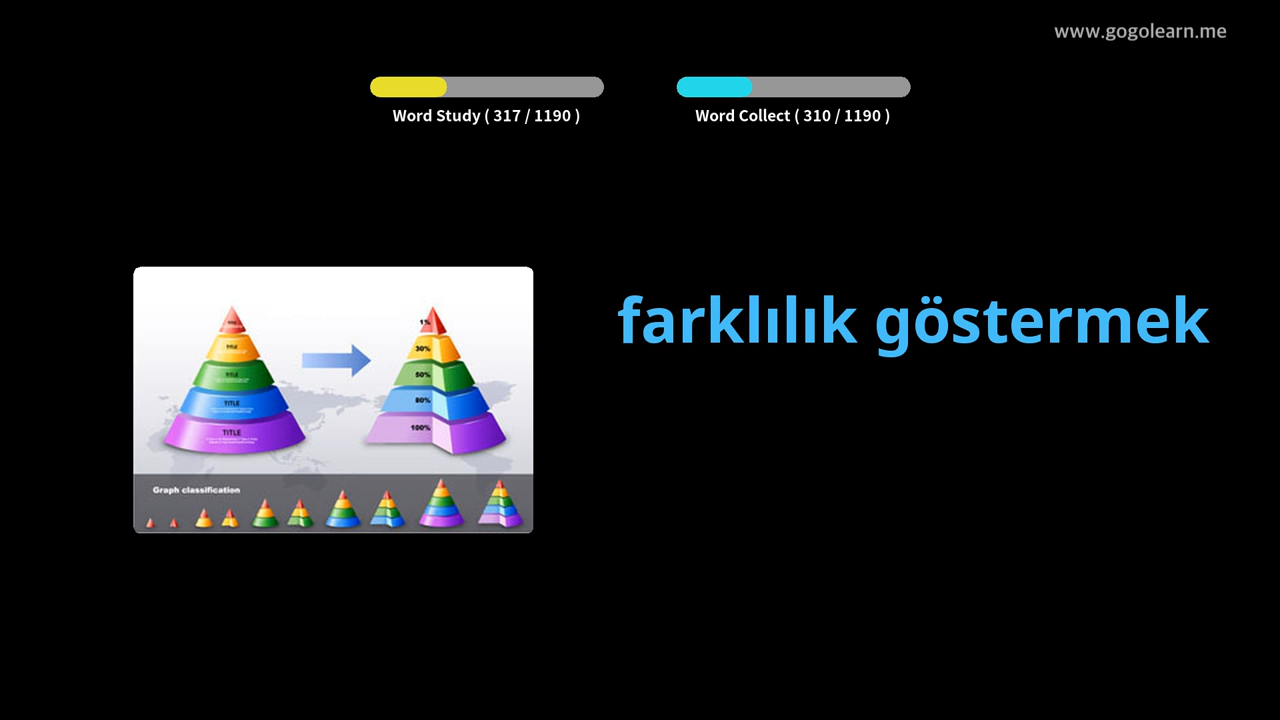 www.gogolearn.me
Word Study ( 317 / 1190 )
Word Collect ( 310 / 1190 )
farklılık göstermek
TITLE
TITLE
TITLE
TITLE
1%
30%
50%
80%
100%
Graph classification